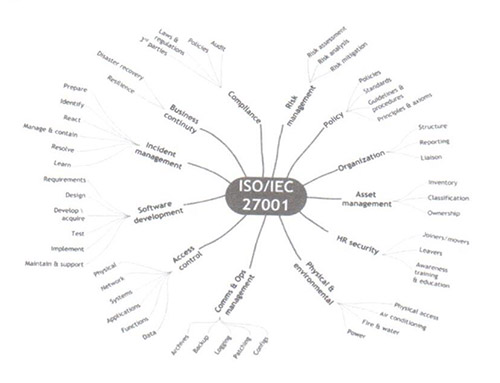 ISO/IEC
27001
Risk
management
Risk assessment
Risk analysis
Risk mitigation
Policy
Policies
Standards
Guidelines &
procedures
Principles & axioms
Organization
Structure
Reporting
Liaison
Asset
management
Inventory
Classification
Ownership
HR security
Joiners/movers
Leavers
Awareness
training
& education
Physical &
environmental
Physical access
Air conditioning
Fire & water
Power
Comms & Ops
management
Configs
Patching
Logging
Backup
Archives
Access
control
Physical
Network
Systems
Applications
Functions
Data
Software
development
Requirements
Design
Develop/
acquire
Test
Implement
Maintain & support
Incident
management
Prepare
Identify
React
Manage & contain
Resolve
Learn
Business
continuity
Disaster recovery
Resilience
Compliance
Laws &
regulations
3rd parties
Policies
Audit